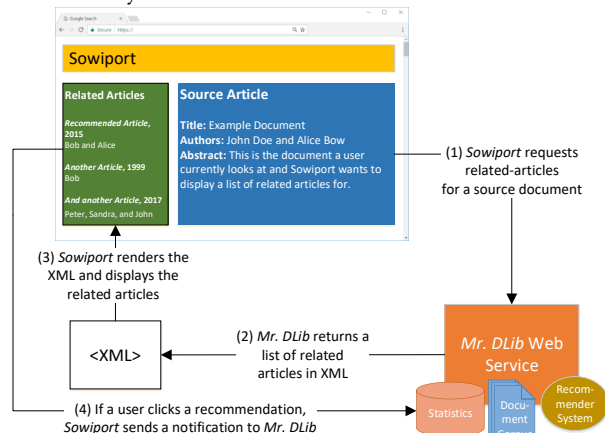 Google Search
Secure https://
Sowiport
Related Articles
Recommended Article,
2015
Bob and Alice
Another Article, 1999
Bob
And another Article, 2017
Peter, Sandra, and John
Source Article
Title: Example Document
Authors: John Doe and Alice Bow
Abstract: This is the document a user
currently looks at and Sowiport wants to
display a list of related articles for.
(1) Sowiport requests
related-articles
for a source document
(3) Sowiport renders the
XML and displays the
related articles
<XML>
(2) Mr. DLib returns a
list of related
articles in XML
Mr. DLib Web
Service
Statistics
Docu-
ment
Recom-
mender
System
(4) If a user clicks a recommendation,
Sowiport sends a notification to Mr. DLib